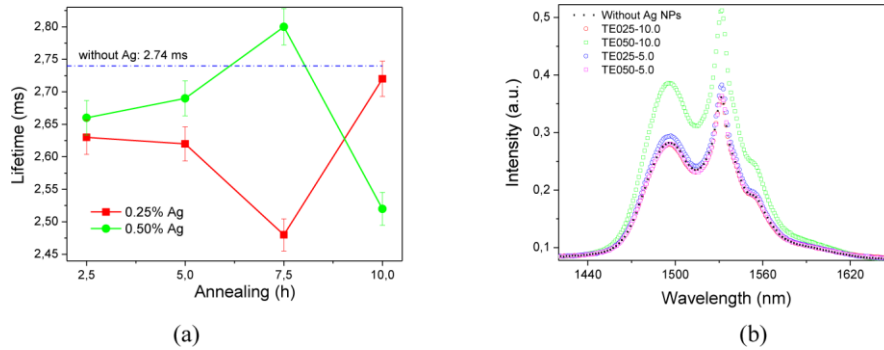 2,80
2,75
2,70
2,65
2,60
2,55
2,50
2,45
Lifetime (ms)
without Ag: 2.74 ms
0.25% Ag
0.50% Ag
2,5 5,0 7,5 10,0
Annealing (h)
(a)
0,5
0,4
0,3
0,2
0,1
Intensity (a.u.)
Without Ag NPs
TE025-10.0
TE050-10.0
TE025-5.0
TE050-5.0
1440 1500 1560 1620
Wavelength (nm)
(b)